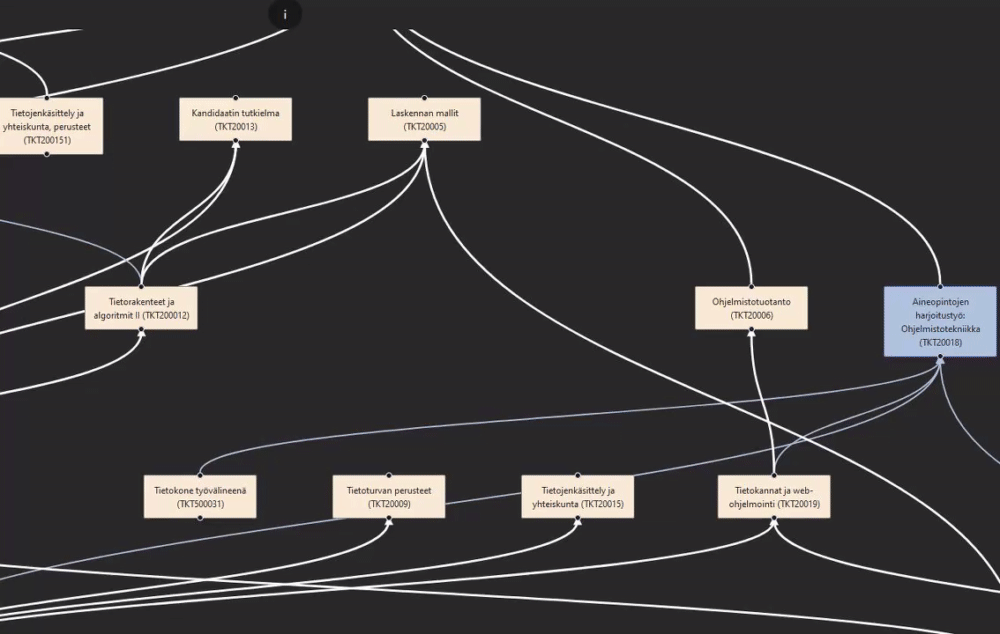 i
Tietojenkäsittely ja
yhteiskunta, perusteet
(TKT200151)
Kandidaatin tutkielma
(TKT20013)
Laskennan mallit
(TKT20005)
Tietorakenteet ja
algoritmit II (TKT200012)
Ohjelmistotuotanto
(TKT20006)
Aineopintojen
harjoitustyö:
Ohjelmistotekniikka
(TKT20018)
Tietokone työvälineenä
(TKT500031)
Tietoturvan perusteet
(TKT20009)
Tietojenkäsittely ja
yhteiskunta (TKT20015)
Tietokannat ja web-
ohjelmointi (TKT20019)